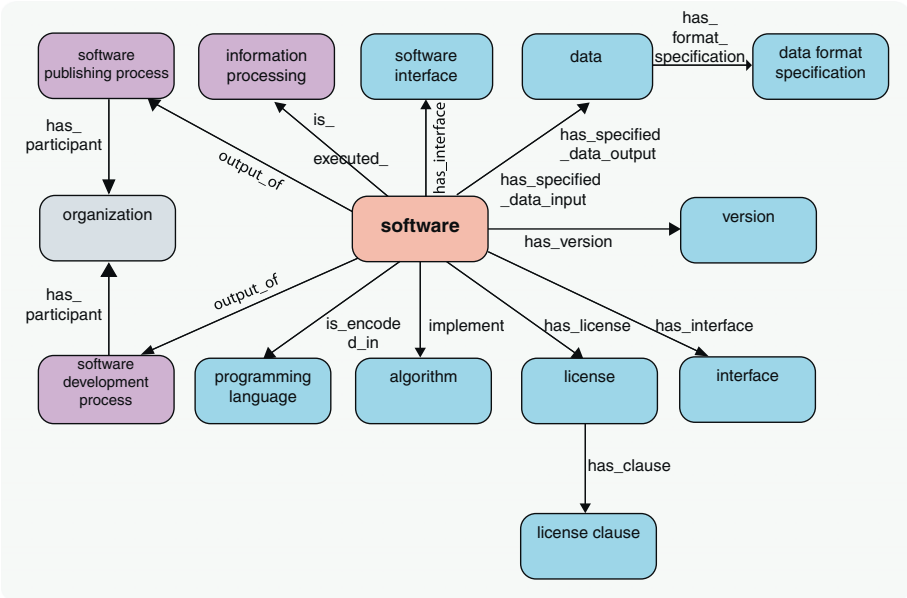 software
publishing process
information
processing
software
interface
data
has_
format_
specification
data format
specification
has_
participant
output_of
is_
executed_
has_interface
has_specified
_data_output
has_specified
_data_input
organization
software
has_version
version
has_
participant
output_of
is_encode
d_in
implement
has_license
has_interface
software
development
process
programming
language
algorithm
license
interface
has_clause
license clause